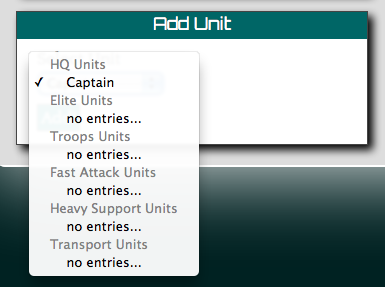 Add Unit
HQ Units
✓ Captain
Elite Units
no entries...
Troops Units
no entries...
Fast Attack Units
no entries...
Heavy Support Units
no entries...
Transport Units
no entries...